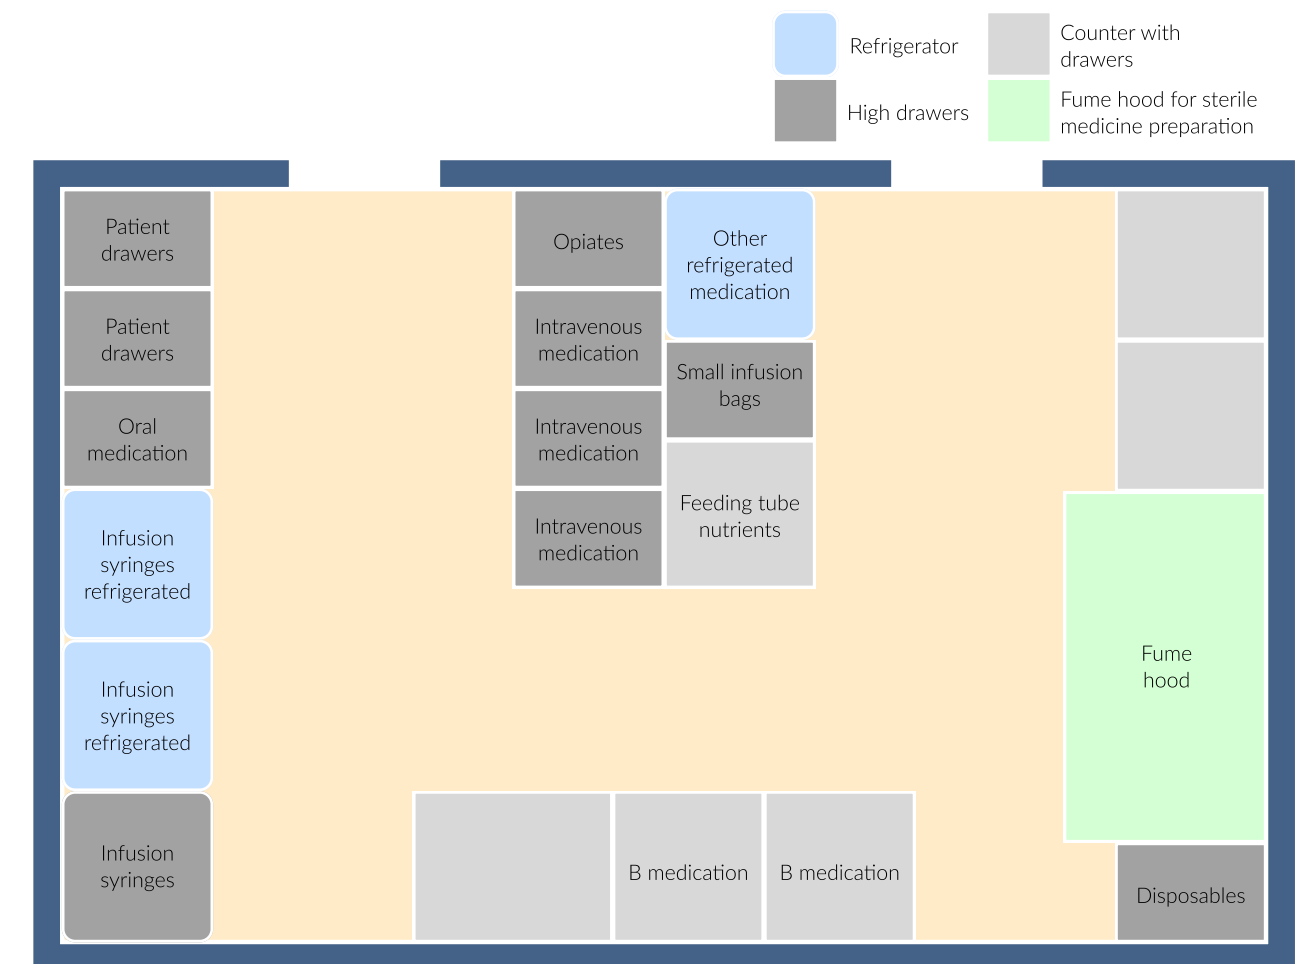 Refrigerator
Counter with
drawers
High drawers
Fume hood for sterile
medicine preparation
Patient
drawers
Patient
drawers
Oral
medication
Infusion
syringes
refrigerated
Infusion
syringes
refrigerated
Infusion
syringes
Opiates
Intravenous
medication
Intravenous
medication
Intravenous
medication
Other
refrigerated
medication
Small infusion
bags
Feeding tube
nutrients
B medication
B medication
Fume
hood
Disposables